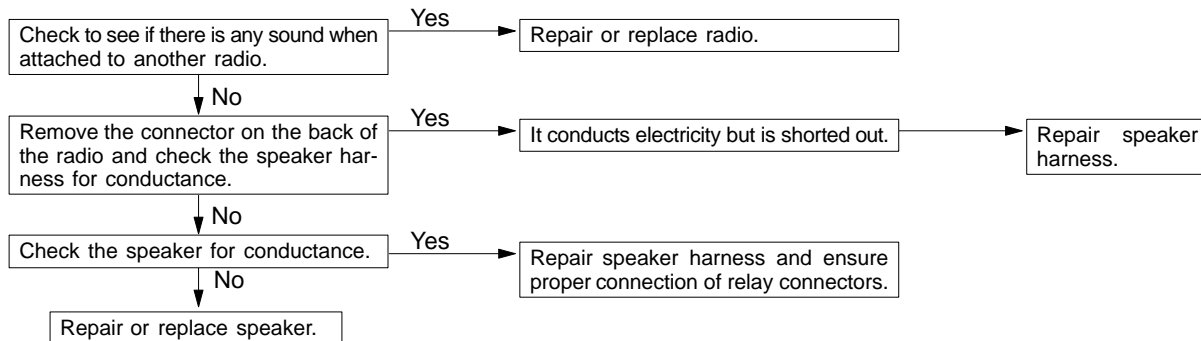 Check to see if there is any sound when
attached to another radio.
Yes
Repair or replace radio.
No
Remove the connector on the back of
the radio and check the speaker har-
ness for conductance.
Yes
It conducts electricity but is shorted out.
Repair speaker
harness.
No
Check the speaker for conductance.
Yes
Repair speaker harness and ensure
proper connection of relay connectors.
No
Repair or replace speaker.